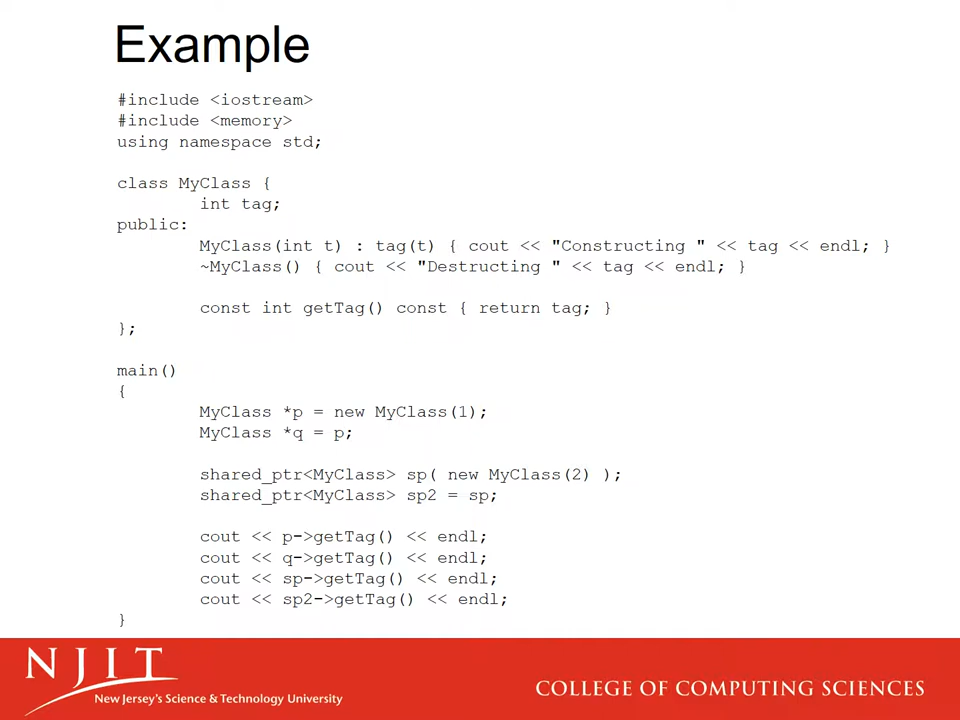 Example
#include <iostream>
#include <memory>
using namespace std;
class MyClass {
int tag;
public:
MyClass(int t) : tag(t) { cout << "Constructing " << tag << endl; }
~MyClass() { cout << "Destructing " << tag << endl; }
const int getTag() const { return tag; }
};
main()
{
MyClass *p = new MyClass(1);
MyClass *q = p;
shared_ptr<MyClass> sp( new MyClass(2) );
shared_ptr<MyClass> sp2 = sp;
cout << p->getTag() << endl;
cout << q->getTag() << endl;
cout << sp->getTag() << endl;
cout << sp2->getTag() << endl;
}
NJIT
New Jersey's Science & Technology University
COLLEGE OF COMPUTING SCIENCES